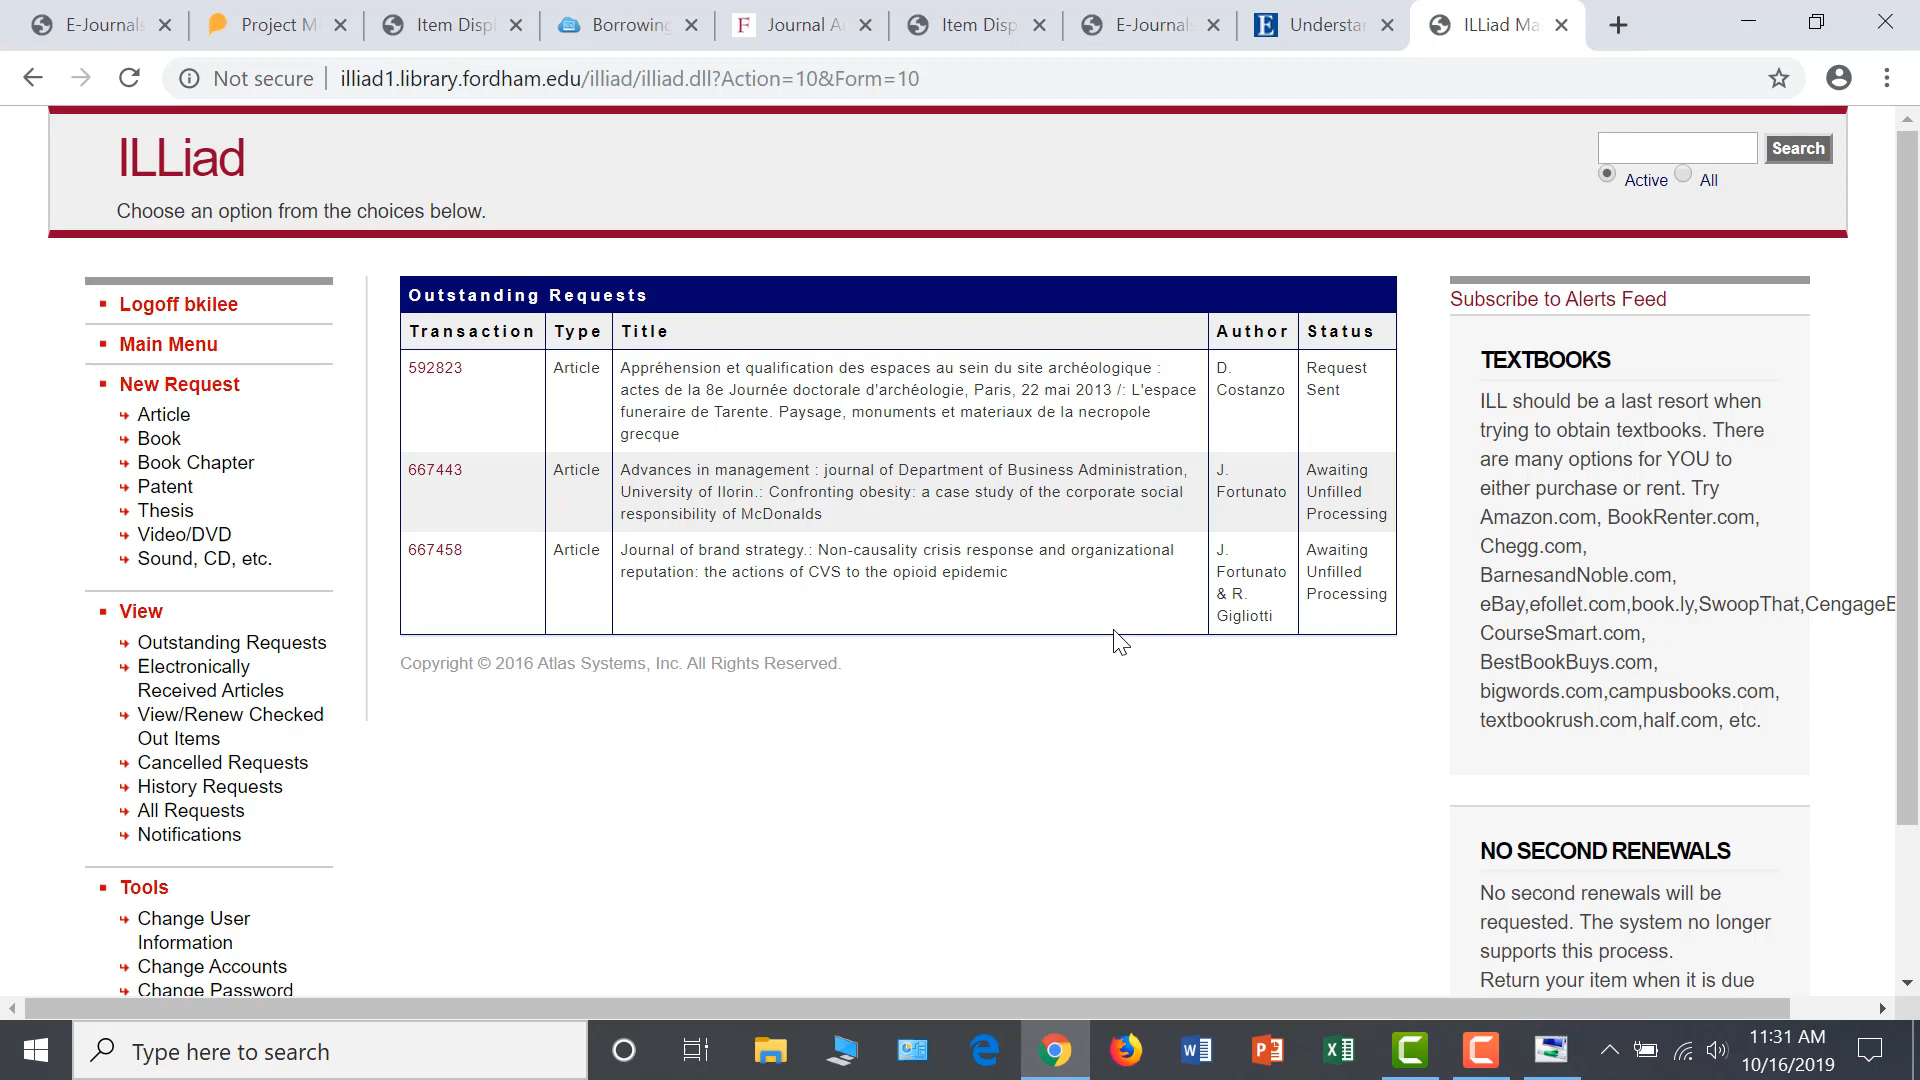 E-Journals
Project M
Item Disp
Borrowing
Journal A
Item Disp
E-Journals
Understa
ILLiad Ma
Not secure
illiad1.library.fordham.edu/illiad/illiad.dll?Action=10&Form=10
ILLiad
Choose an option from the choices below.
Search
Active
All
Logoff bkilee
Main Menu
New Request
Article
Book
Book Chapter
Patent
Thesis
Video/DVD
Sound, CD, etc.
View
Outstanding Requests
Electronically
Received Articles
View/Renew Checked
Out Items
Cancelled Requests
History Requests
All Requests
Notifications
Tools
Change User
Information
Change Accounts
Change Password
Outstanding Requests
Transaction Type Title Author Status
592823 Article Appréhension et qualification des espaces au sein du site archéologique : D. Request
actes de la 8e Journée doctorale d'archéologie, Paris, 22 mai 2013 /: L'espace Costanzo Sent
funeraire de Tarente. Paysage, monuments et materiaux de la necropole
grecque
667443 Article Advances in management : journal of Department of Business Administration, J. Awaiting
University of Ilorin.: Confronting obesity: a case study of the corporate social Fortunato Unfilled
responsibility of McDonalds Processing
667458 Article Journal of brand strategy.: Non-causality crisis response and organizational J. Awaiting
reputation: the actions of CVS to the opioid epidemic Fortunato Unfilled
& R. Processing
Gigliotti
Copyright © 2016 Atlas Systems, Inc. All Rights Reserved.
Subscribe to Alerts Feed
TEXTBOOKS
ILL should be a last resort when
trying to obtain textbooks. There
are many options for YOU to
either purchase or rent. Try
Amazon.com, BookRenter.com,
Chegg.com,
BarnesandNoble.com,
eBay,efollet.com,book.ly,SwoopThat,CengageB
CourseSmart.com,
BestBookBuys.com,
bigwords.com,campusbooks.com,
textbookrush.com,half.com, etc.
NO SECOND RENEWALS
No second renewals will be
requested. The system no longer
supports this process.
Return your item when it is due
Type here to search
11:31 AM
10/16/2019